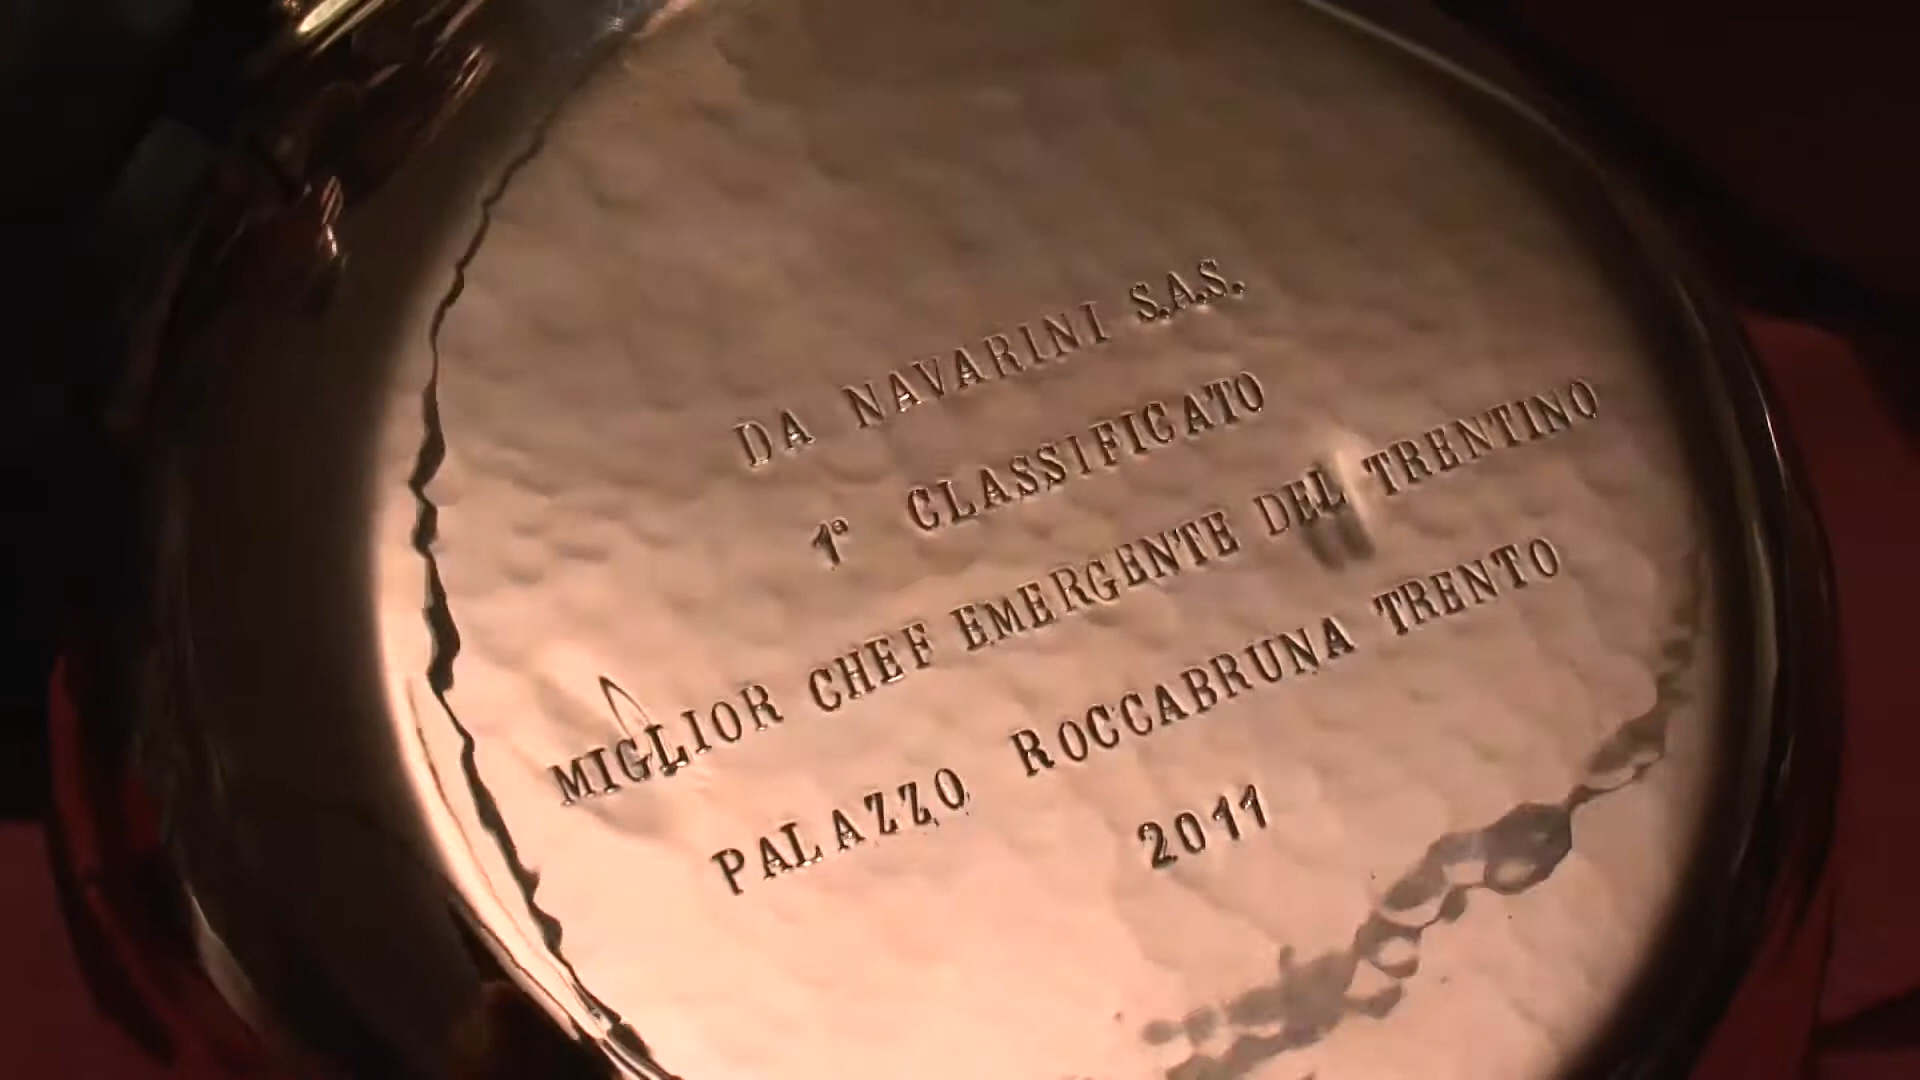 DA NAVARINI S.A.S.
1° CLASSIFICATO
MIGLIOR CHEF EMERGENTE DEL TRENTINO
PALAZZO ROCCABRUNA TRENTO
2011